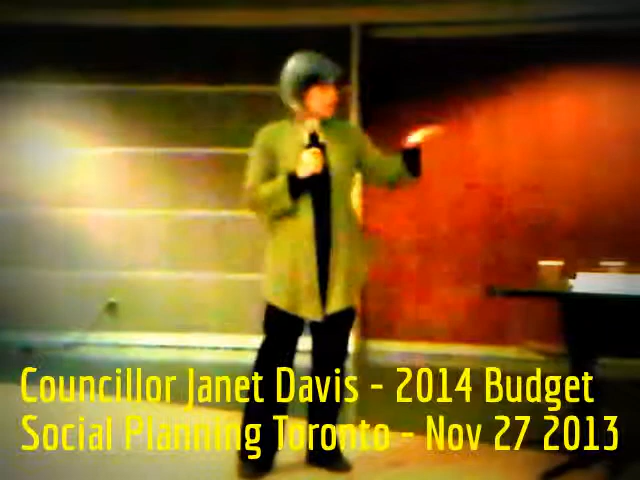 Councillor Janet Davis - 2014 Budget
Social Planning Toronto - Nov 27 2013